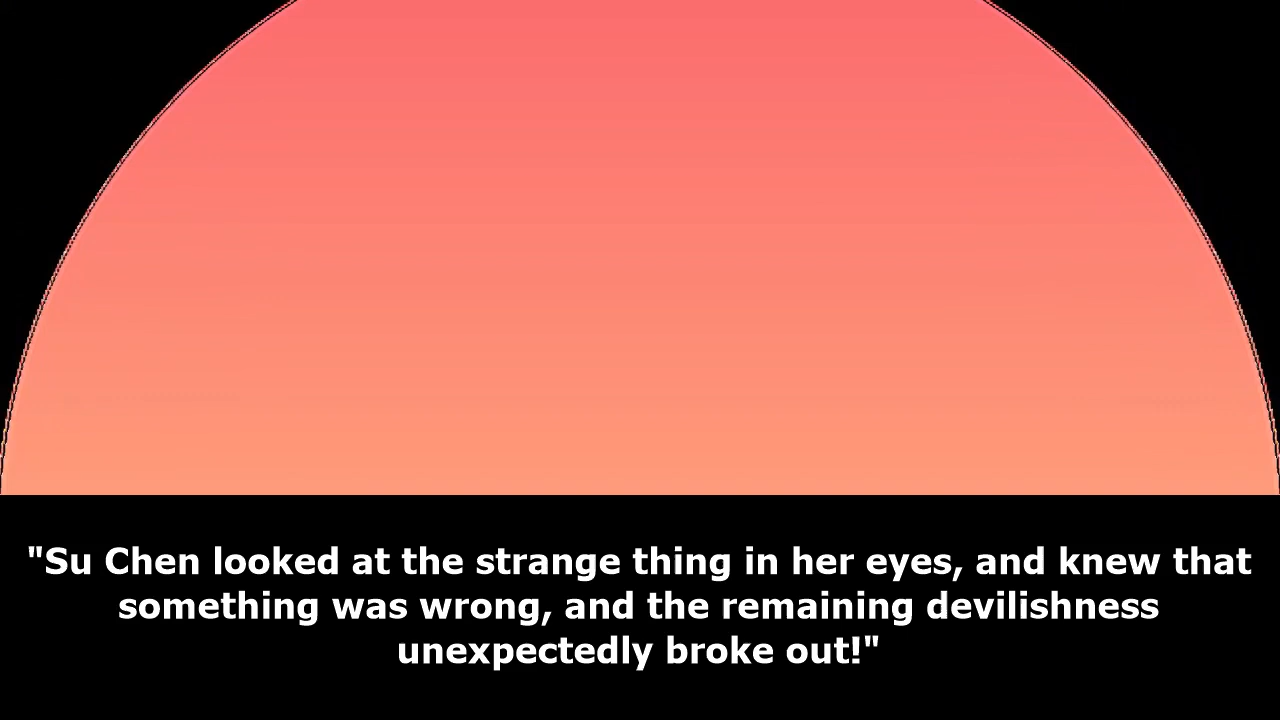 "Su Chen looked at the strange thing in her eyes, and knew that
something was wrong, and the remaining devilishness
unexpectedly broke out!"